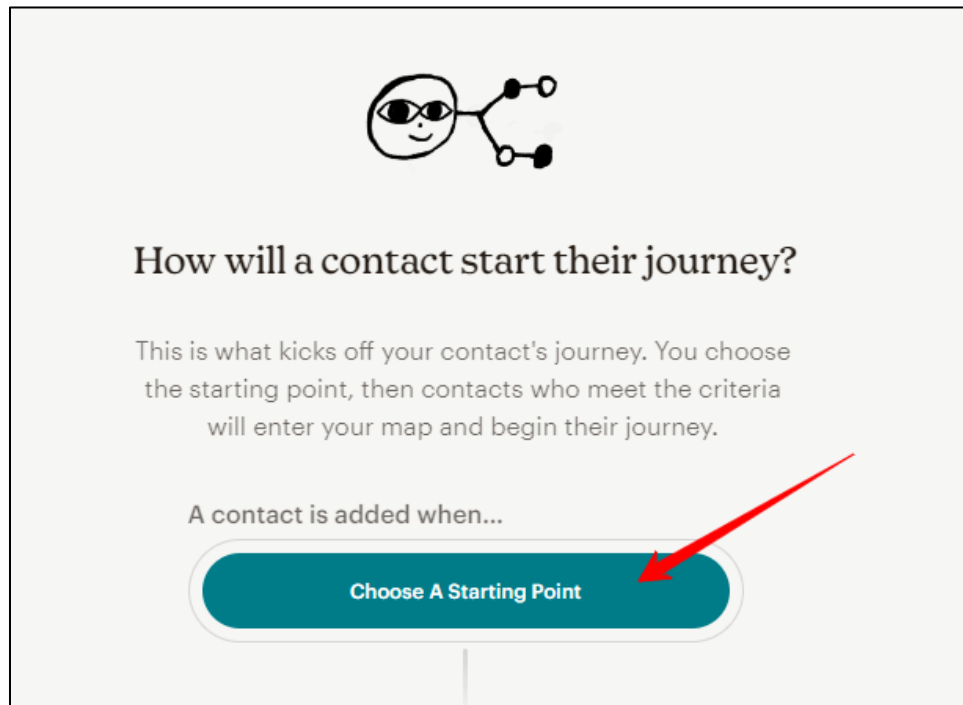 How will a contact start their journey?
This is what kicks off your contact's journey. You choose
the starting point, then contacts who meet the criteria
will enter your map and begin their journey.
A contact is added when...
Choose A Starting Point